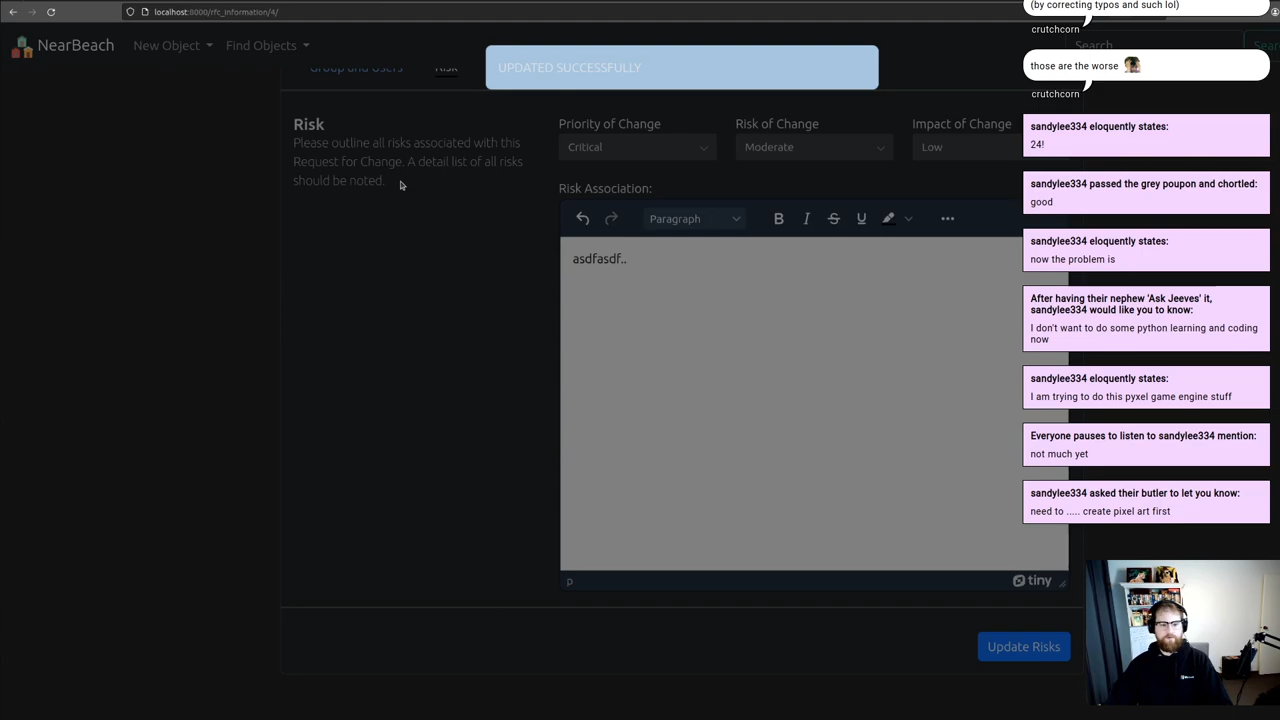 localhost:8000/rfc_information/4/
NearBeach
New Object
Find Objects
Search
Group and Users
Risk
UPDATED SUCCESSFULLY
Risk
Please outline all risks associated with this
Request for Change. A detail list of all risks
should be noted.
Priority of Change
Critical
Risk of Change
Moderate
Impact of Change
Low
Risk Association:
Paragraph
B I S U
asdfasdf..
p
tiny
Update Risks
(by correcting typos and such lol)
crutchcorn
those are the worse
crutchcorn
sandylee334 eloquently states:
24!
sandylee334 passed the grey poupon and chortled:
good
sandylee334 eloquently states:
now the problem is
After having their nephew 'Ask Jeeves' it,
sandylee334 would like you to know:
I don't want to do some python learning and coding
now
sandylee334 eloquently states:
I am trying to do this pyxel game engine stuff
Everyone pauses to listen to sandylee334 mention:
not much yet
sandylee334 asked their butler to let you know:
need to ..... create pixel art first